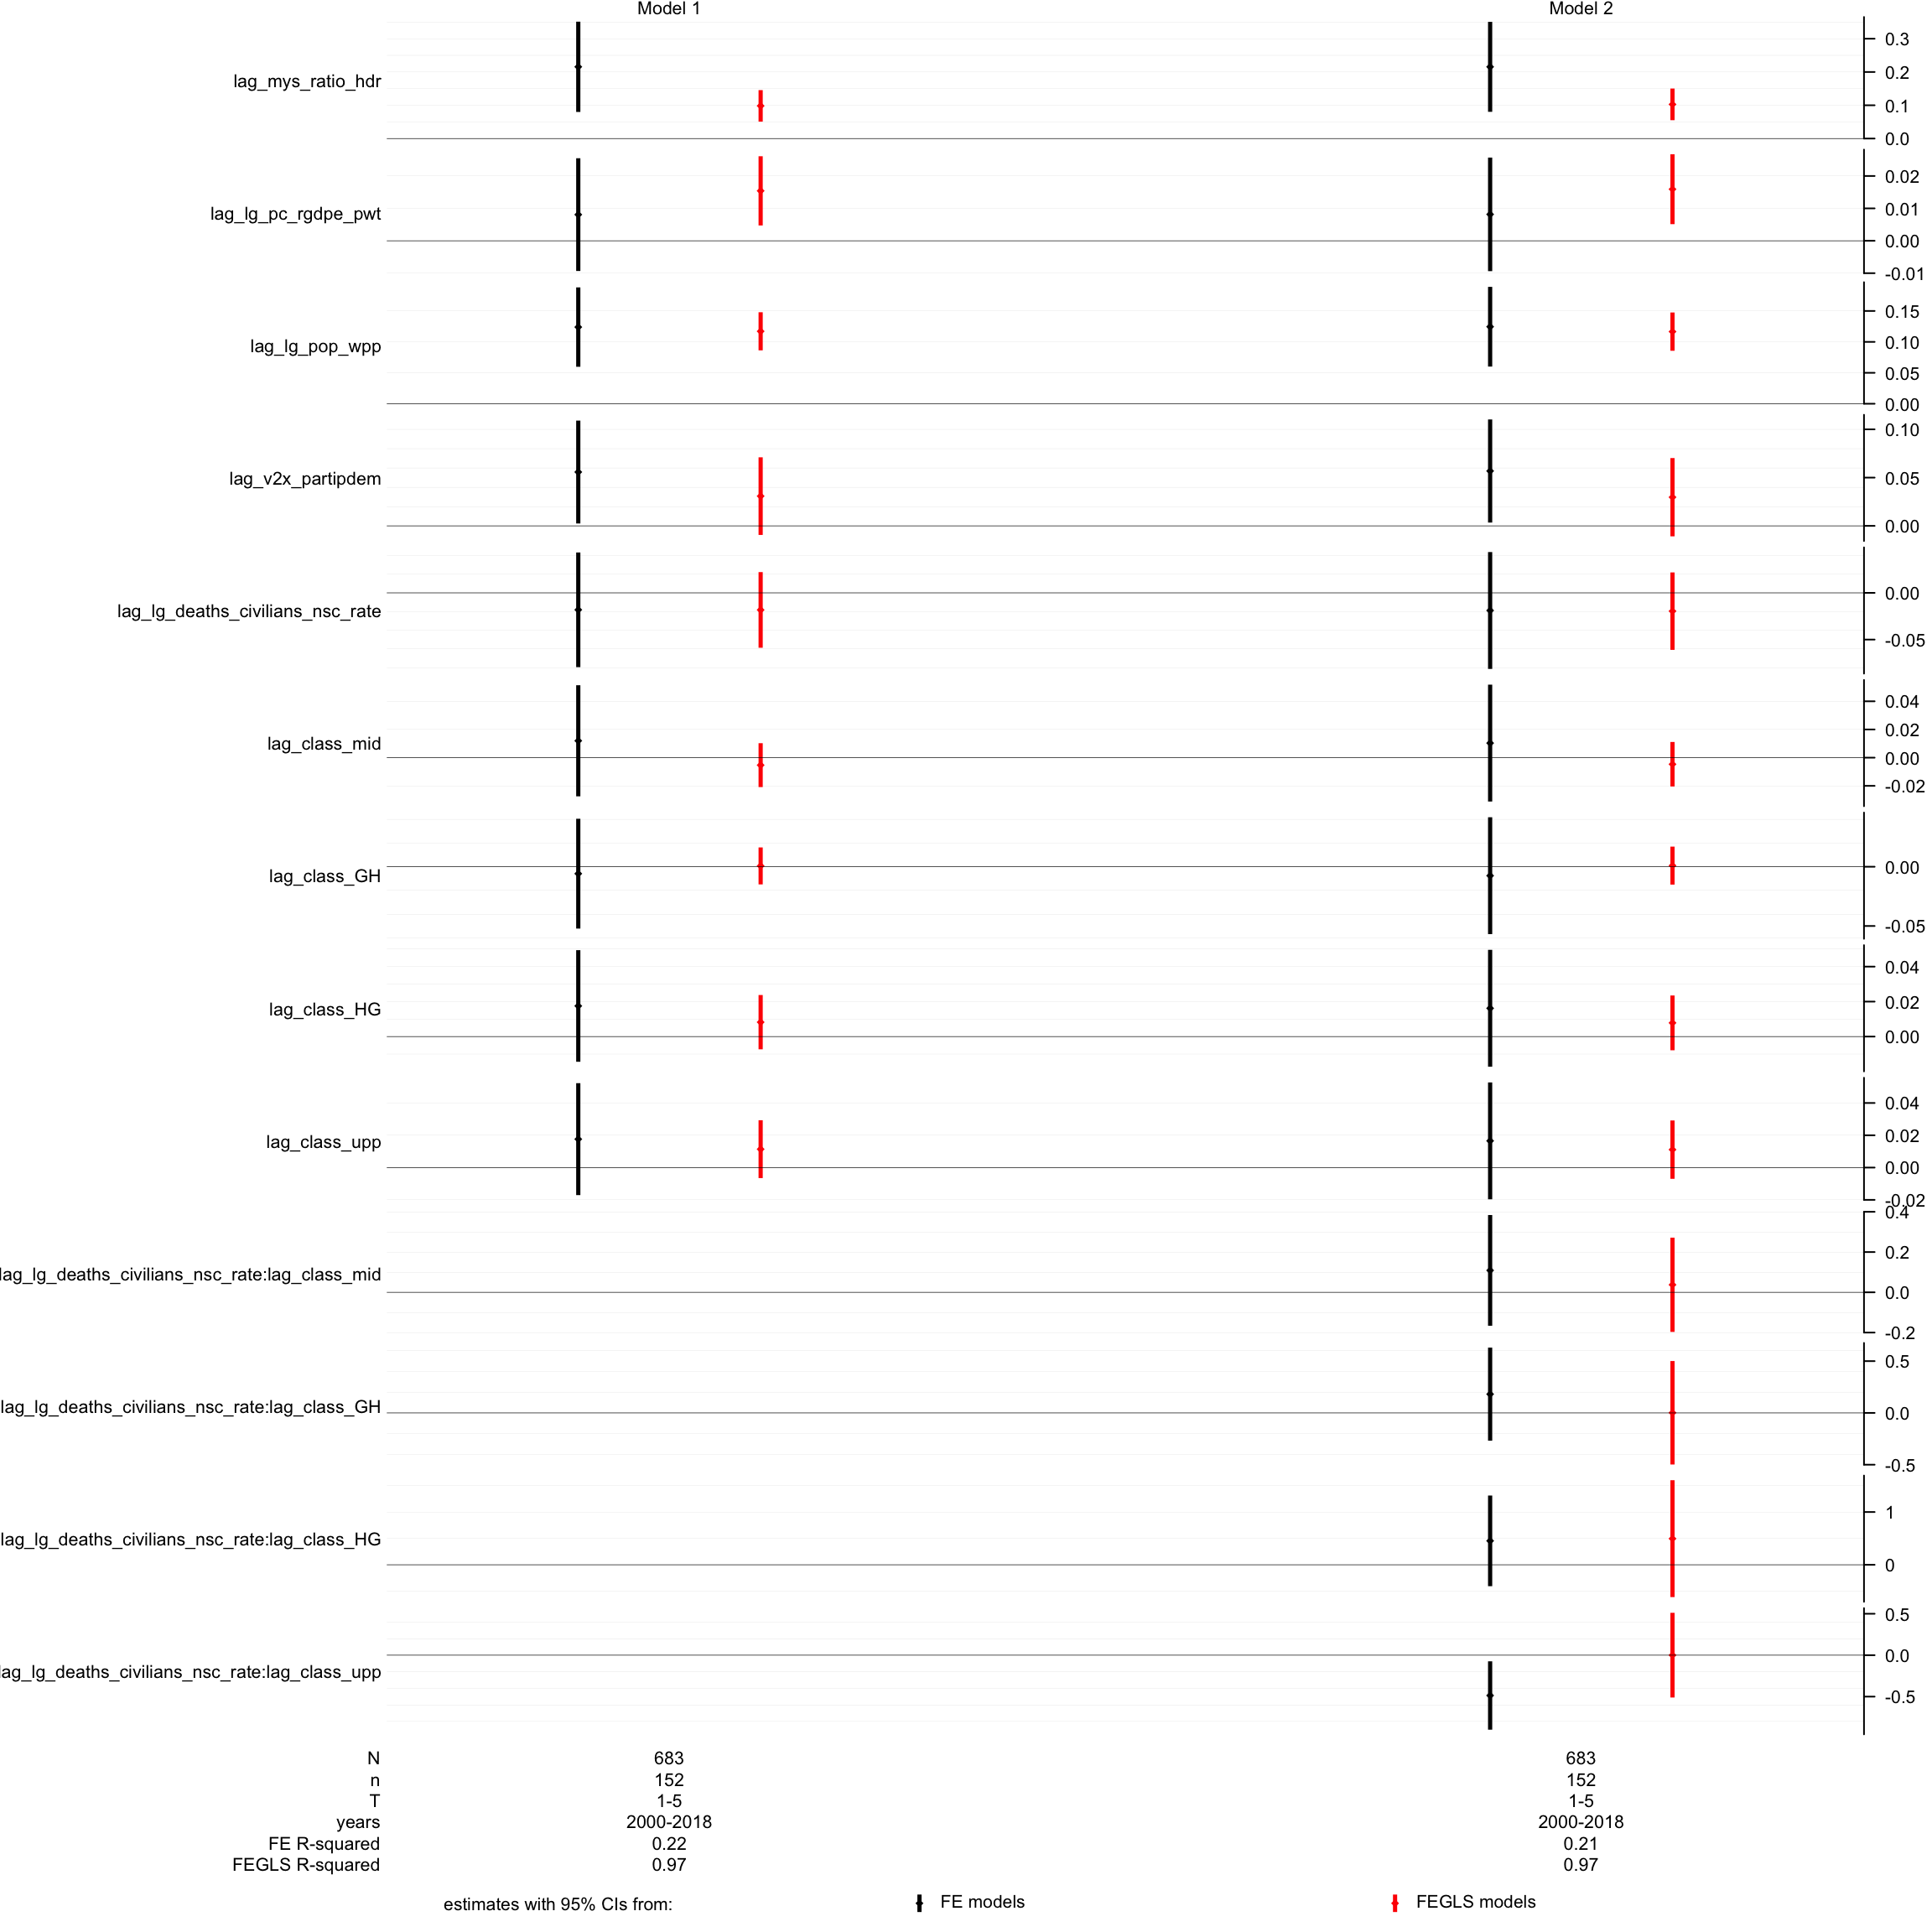 Model 1 Model 2
lag_mys_ratio_hdr
0.3
0.2
0.1
0.0
lag_lg_pc_rgdpe_pwt
0.02
0.01
0.00
-0.01
lag_lg_pop_wpp
0.15
0.10
0.05
0.00
lag_v2x_partipdem
0.10
0.05
0.00
lag_lg_deaths_civilians_nsc_rate
0.00
-0.05
lag_class_mid
0.04
0.02
0.00
-0.02
lag_class_GH
0.00
-0.05
lag_class_HG
0.04
0.02
0.00
lag_class_upp
0.04
0.02
0.00
-0.02
lag_lg_deaths_civilians_nsc_rate:lag_class_mid
0.4
0.2
0.0
-0.2
lag_lg_deaths_civilians_nsc_rate:lag_class_GH
0.5
0.0
-0.5
lag_lg_deaths_civilians_nsc_rate:lag_class_HG
1
0
lag_lg_deaths_civilians_nsc_rate:lag_class_upp
0.5
0.0
-0.5
N 683 683
n 152 152
T 1-5 1-5
years 2000-2018 2000-2018
FE R-squared 0.22 0.21
FEGLS R-squared 0.97 0.97
estimates with 95% CIs from: FE models FEGLS models